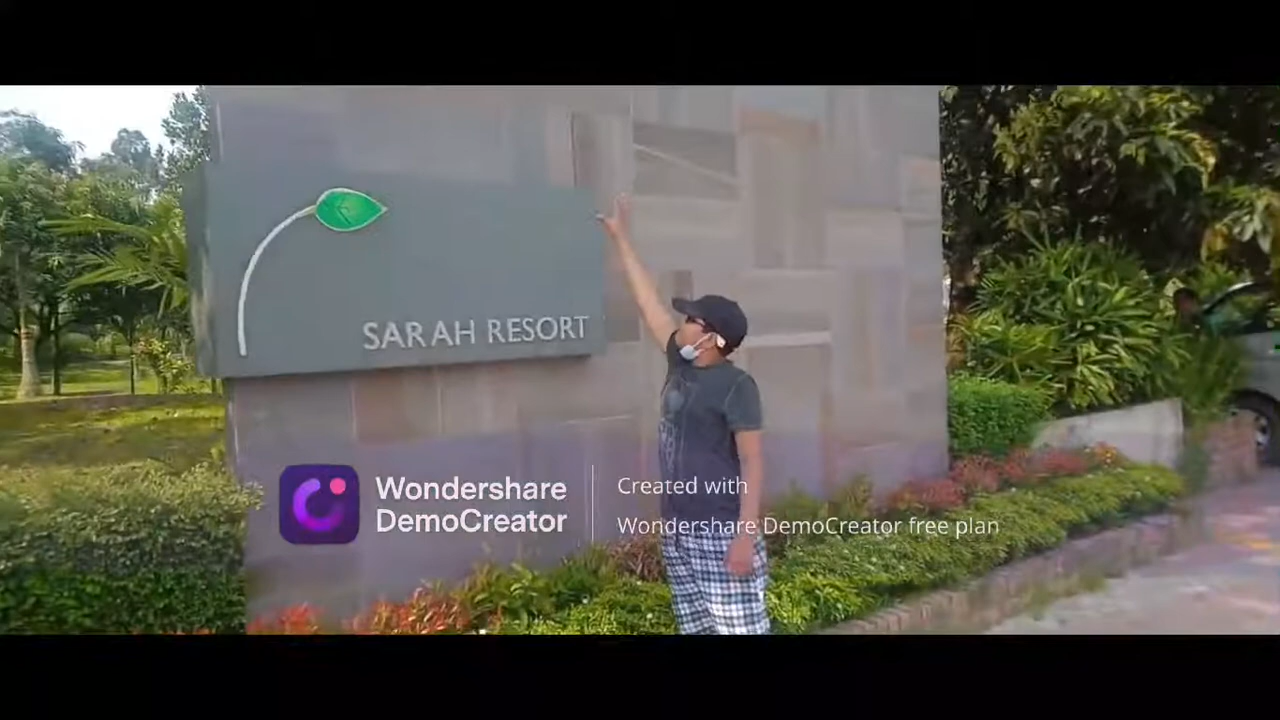 SARAH RESORT
Wondershare
DemoCreator
Created with
Wondershare DemoCreator free plan